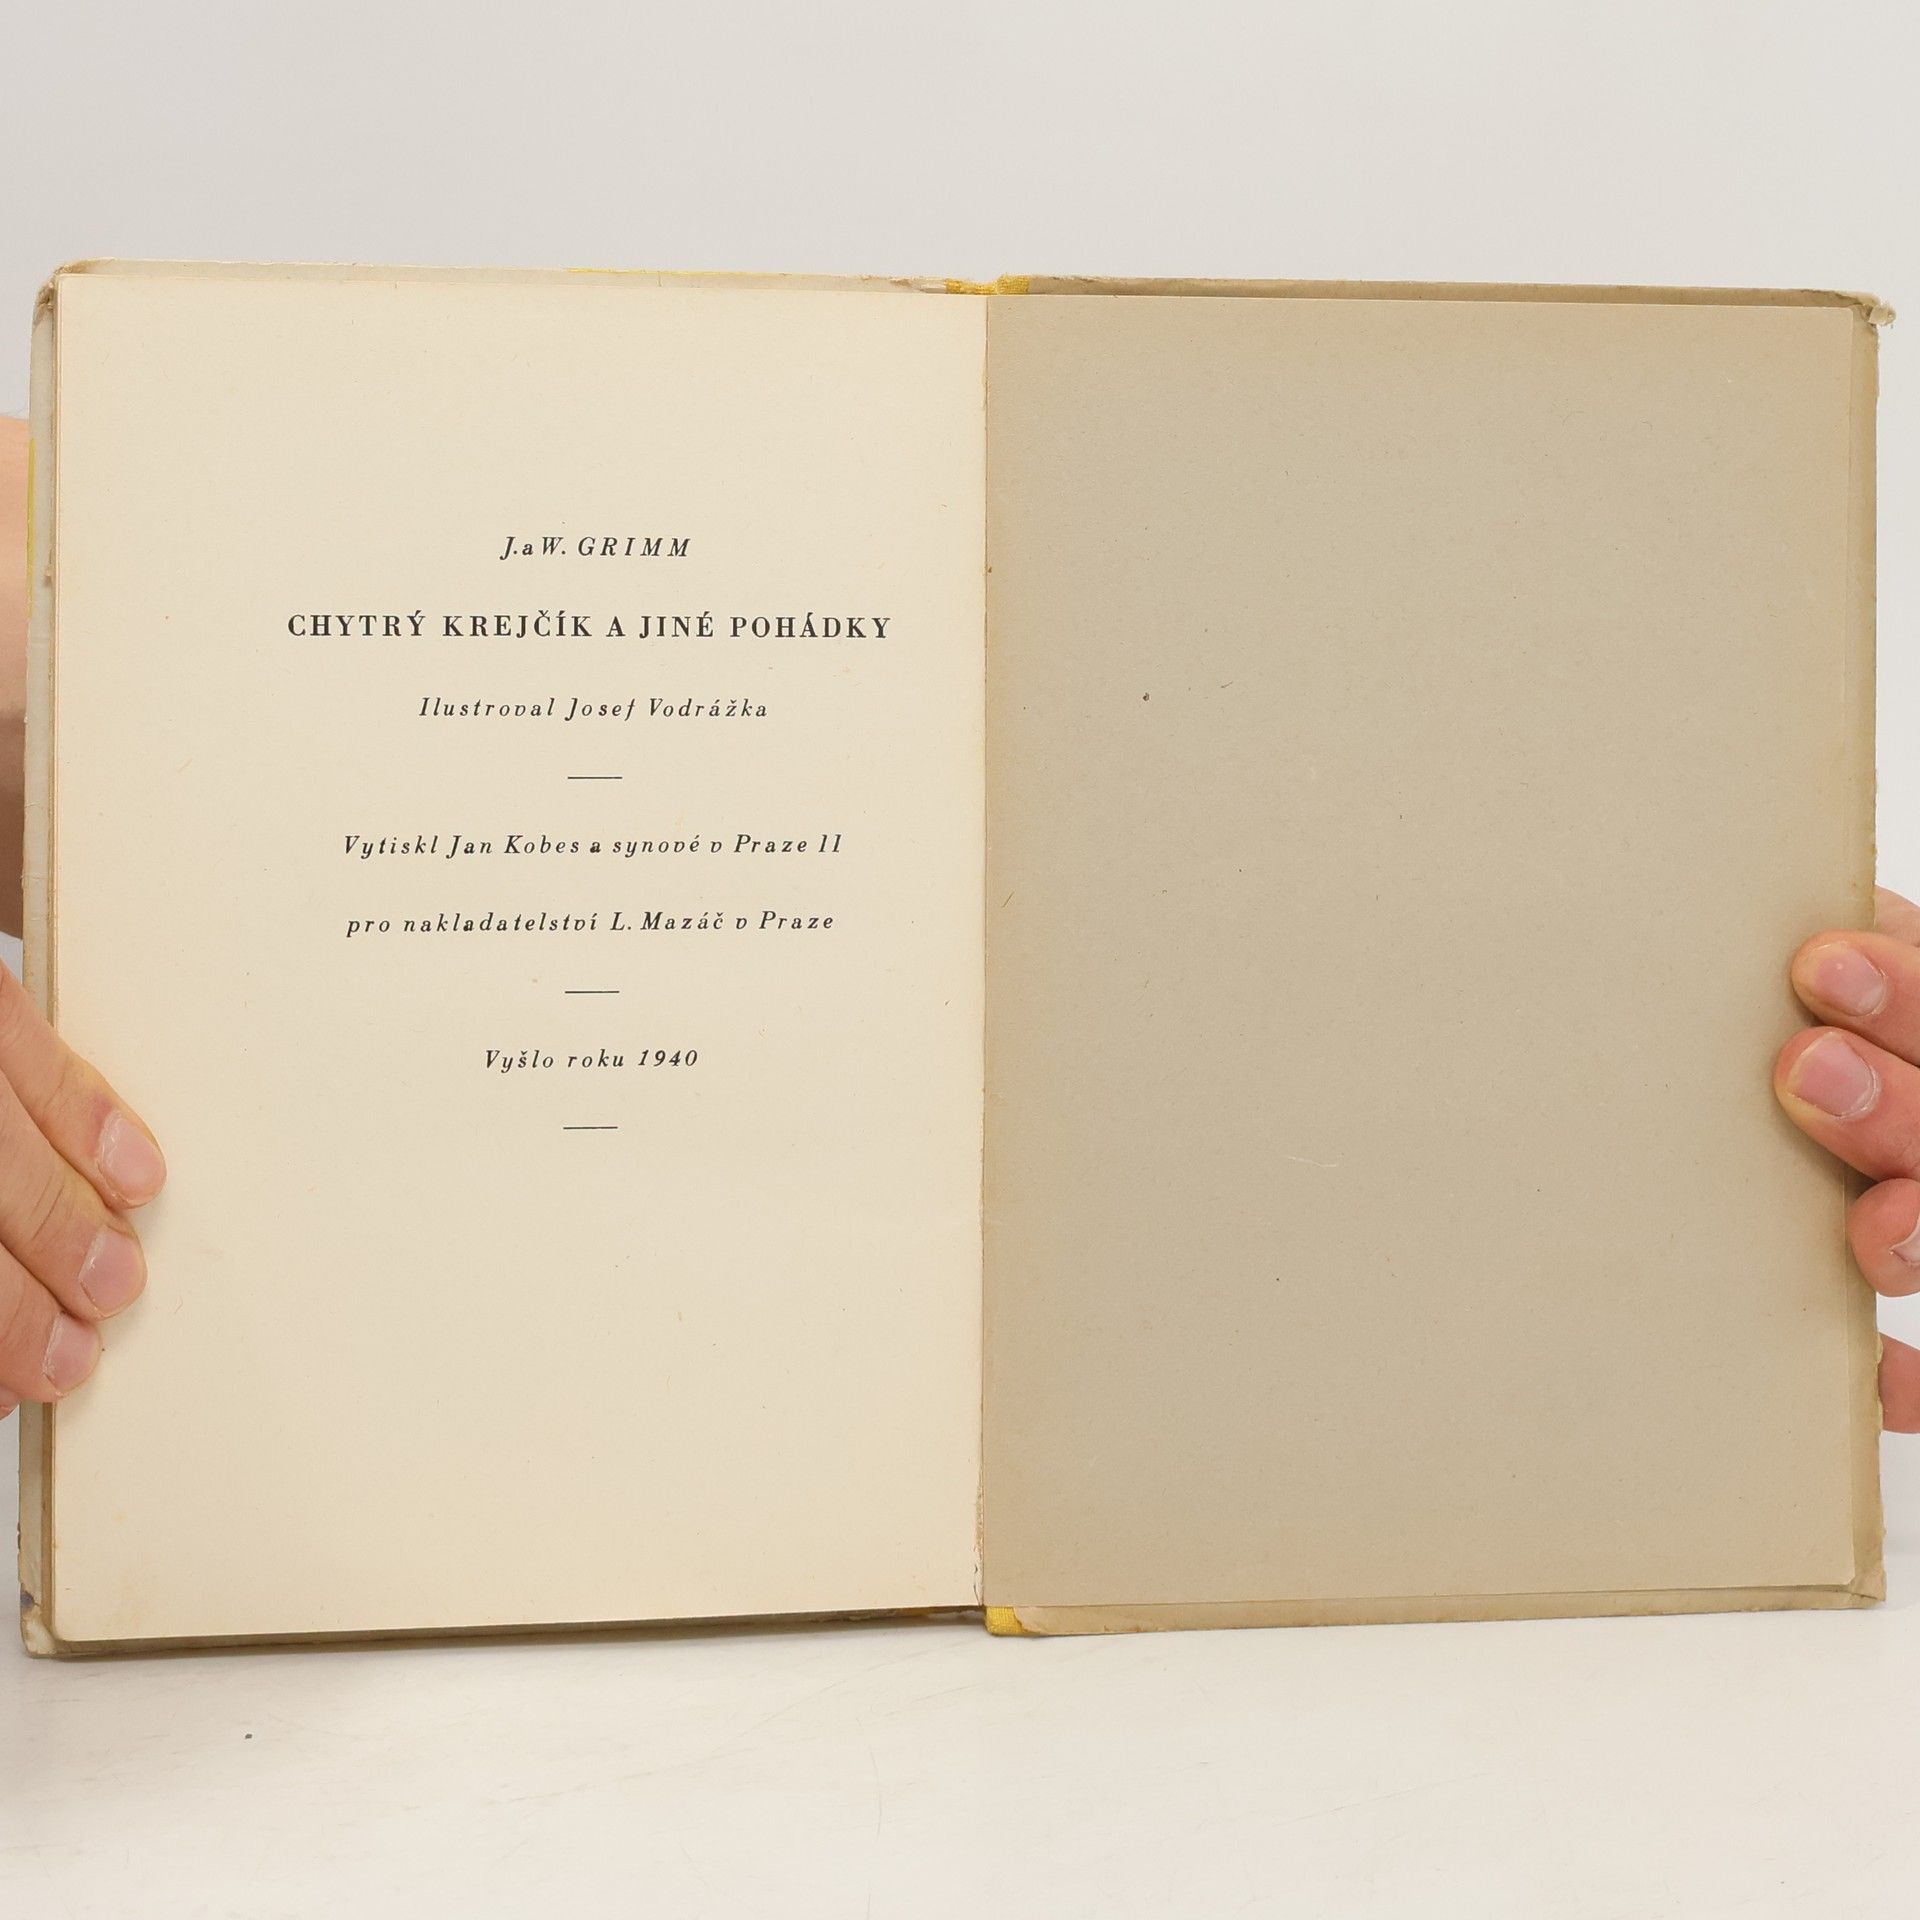 J. a W. GRIMM
CHYTRÝ KREJČÍK A JINÉ POHÁDKY
Ilustroval Josef Vodrážka
Vytiskl Jan Kobes a synové v Praze II
pro nakladatelství L. Mazáč v Praze
Vyšlo roku 1940